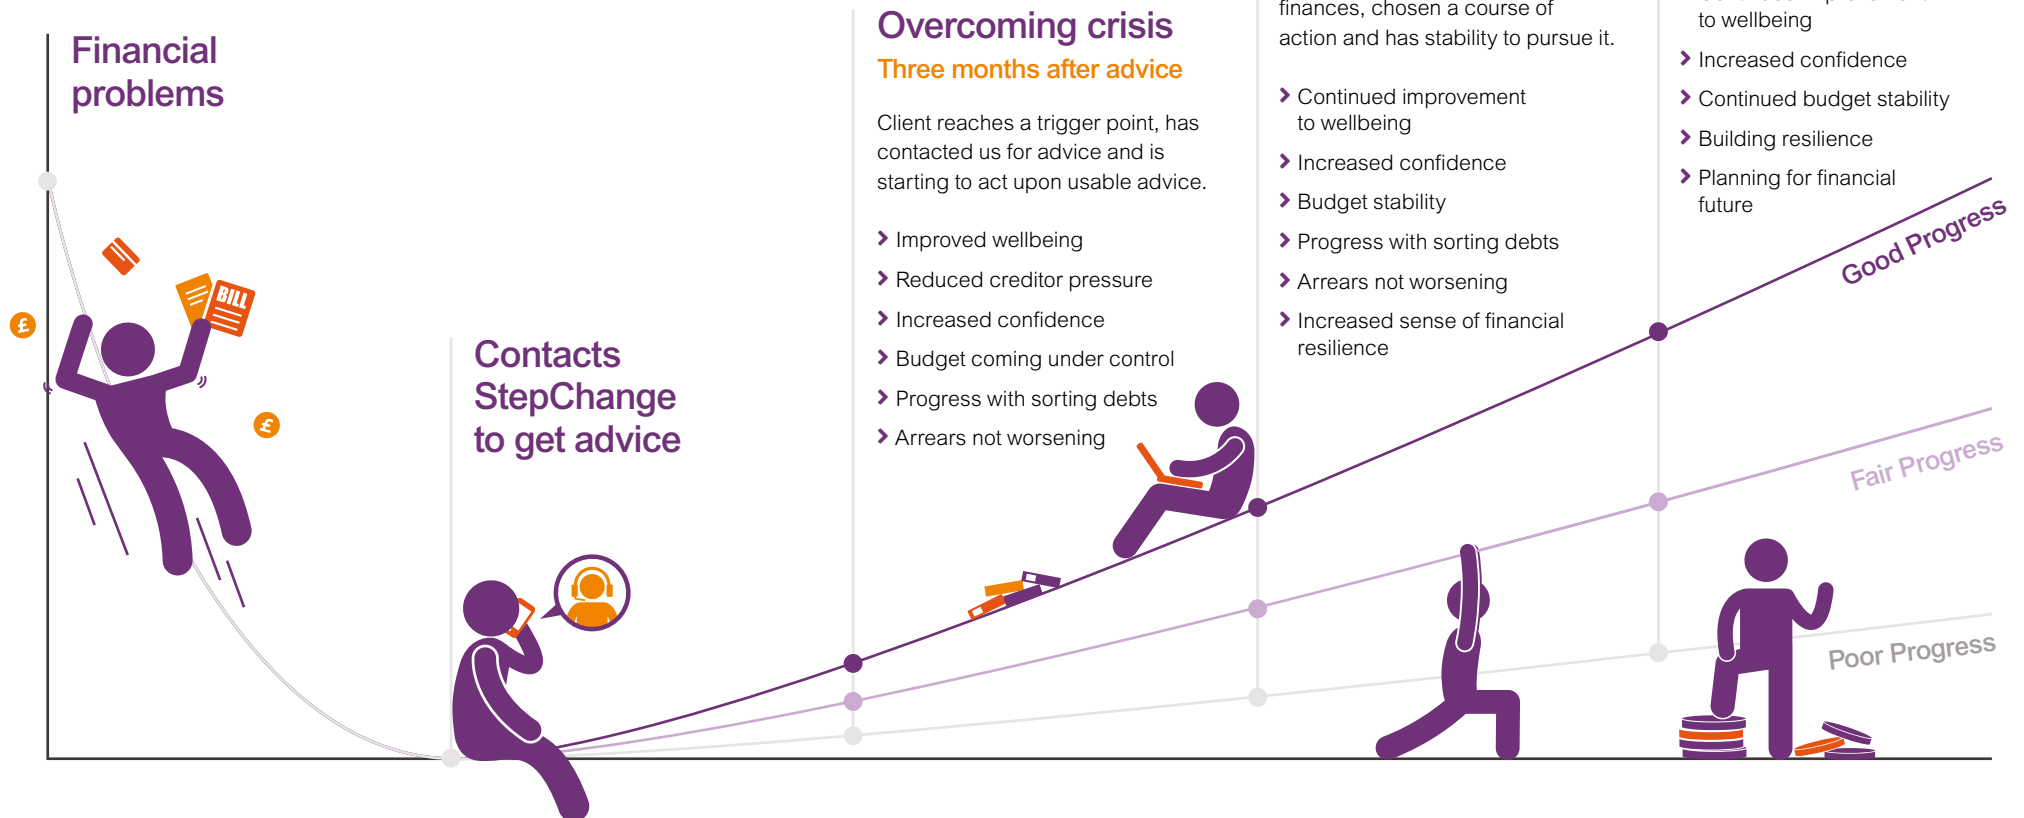 Financial
problems
BILL
£
£
Contacts
StepChange
to get advice
Overcoming crisis
Three months after advice
Client reaches a trigger point, has
contacted us for advice and is
starting to act upon usable advice.
Improved wellbeing
Reduced creditor pressure
Increased confidence
Budget coming under control
Progress with sorting debts
Arrears not worsening
finances, chosen a course of
action and has stability to pursue it.
Continued improvement
to wellbeing
Increased confidence
Budget stability
Progress with sorting debts
Arrears not worsening
Increased sense of financial
resilience
to wellbeing
Increased confidence
Continued budget stability
Building resilience
Planning for financial
future
Good Progress
Fair Progress
Poor Progress